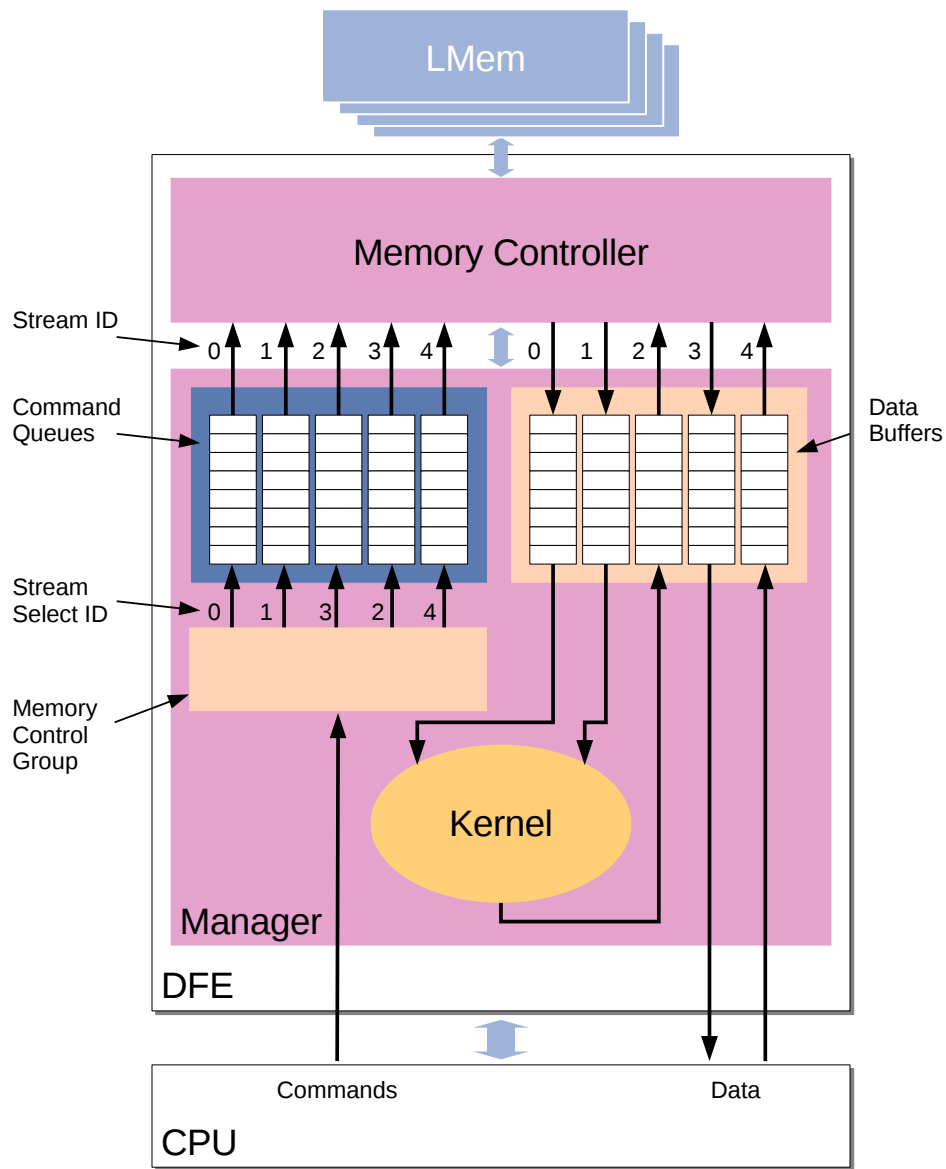 LMem
Memory Controller
Stream ID
0 1 2 3 4
0 1 2 3 4
Command
Queues
Data
Buffers
Stream
Select ID
0 1 3 2 4
Memory
Control
Group
Kernel
Manager
DFE
Commands
Data
CPU